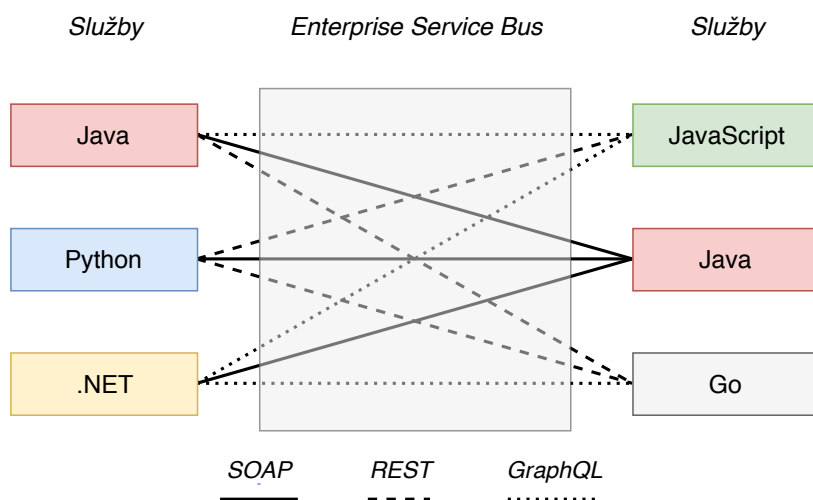 Služby
Enterprise Service Bus
Služby
Java
JavaScript
Python
Java
.NET
Go
SOAP
REST
GraphQL